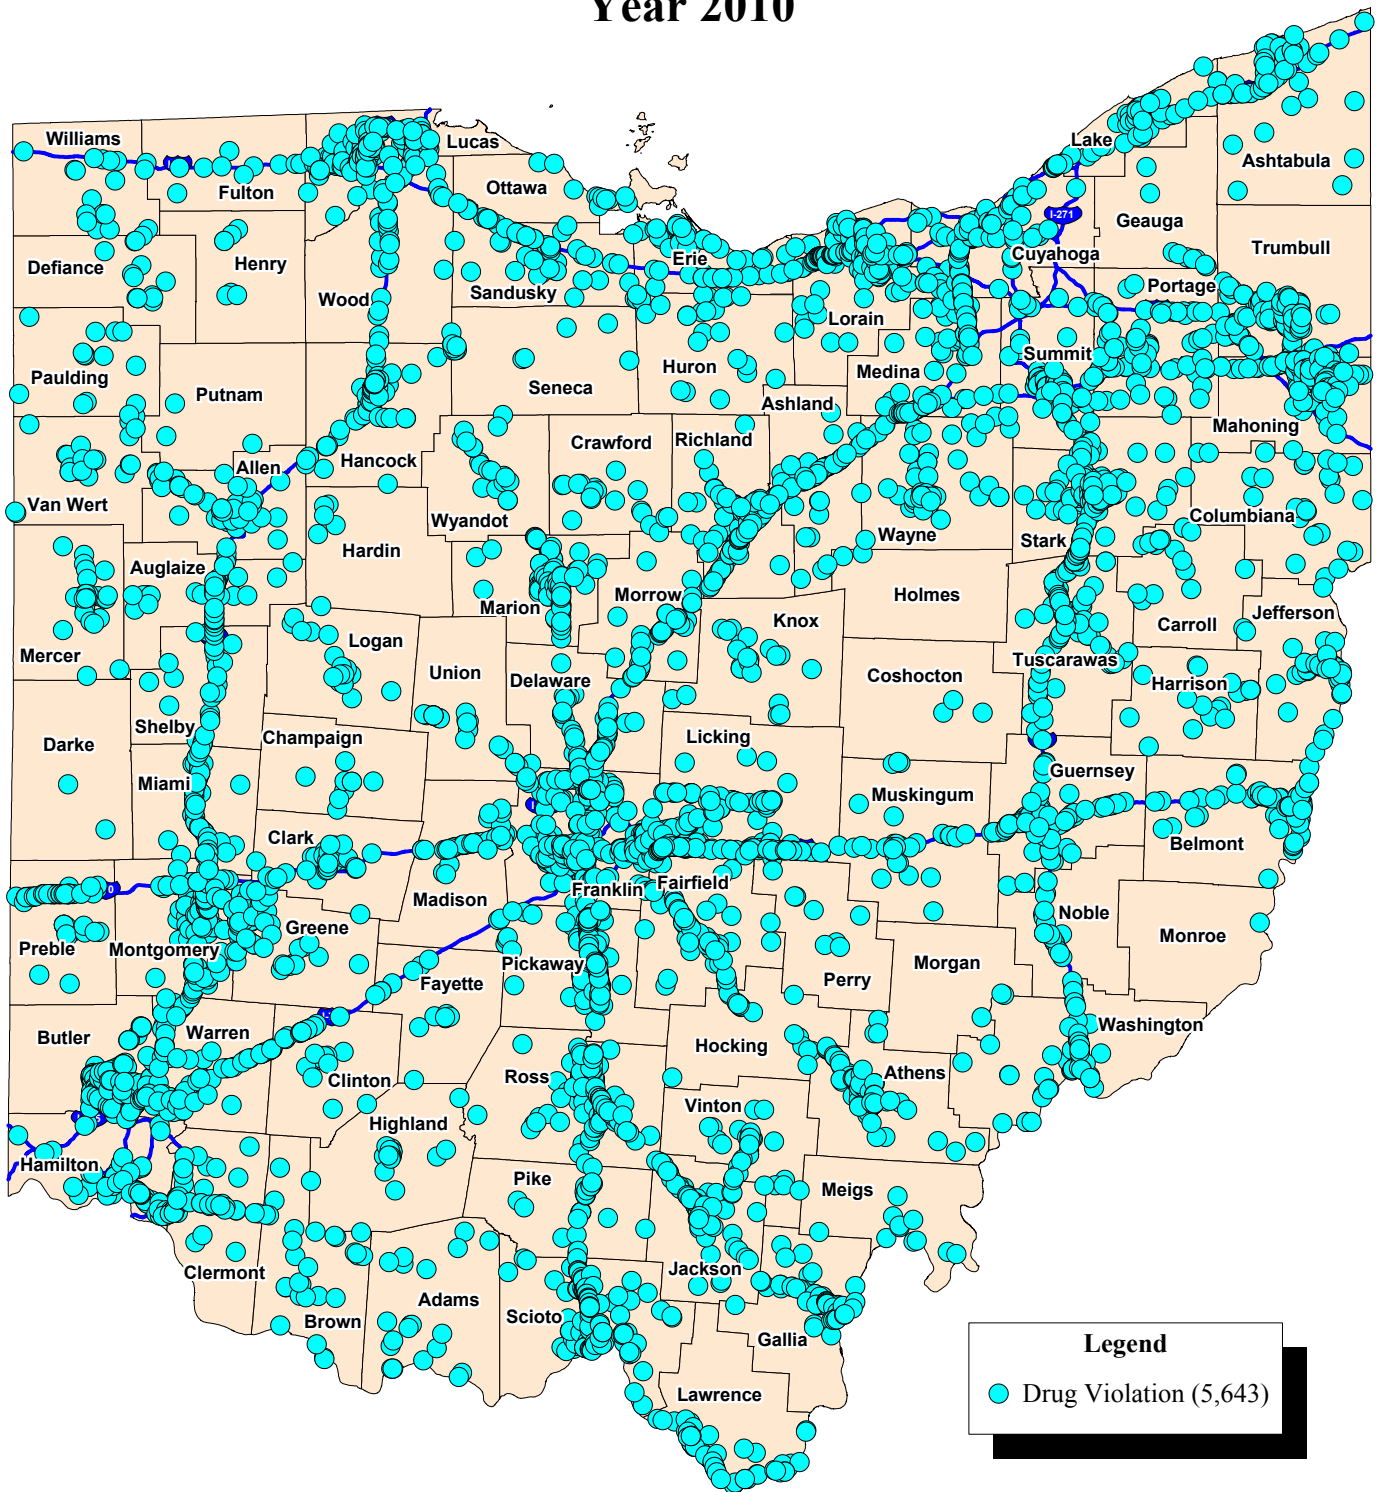 Year 2010
Williams
Lucas
Lake
Ashtabula
Fulton
Ottawa
I-271
Geauga
Trumbull
Defiance
Henry
Erie
Cuyahoga
Wood
Sandusky
Portage
Lorain
Summit
Paulding
Putnam
Seneca
Huron
Medina
Ashland
Mahoning
Crawford
Richland
Hancock
Allen
Van Wert
Wyandot
Wayne
Stark
Columbiana
Hardin
Auglaize
Marion
Morrow
Holmes
Knox
Carroll
Jefferson
Logan
Mercer
Union
Delaware
Coshocton
Tuscarawas
Harrison
Shelby
Darke
Champaign
Licking
Miami
Guernsey
Muskingum
Clark
Belmont
Madison
Franklin
Fairfield
Noble
Greene
Monroe
Preble
Montgomery
Pickaway
Fayette
Perry
Morgan
Butler
Warren
Hocking
Washington
Ross
Athens
Clinton
Vinton
Highland
Hamilton
Pike
Meigs
Clermont
Jackson
Adams
Brown
Scioto
Gallia
Lawrence
Legend
Drug Violation (5,643)